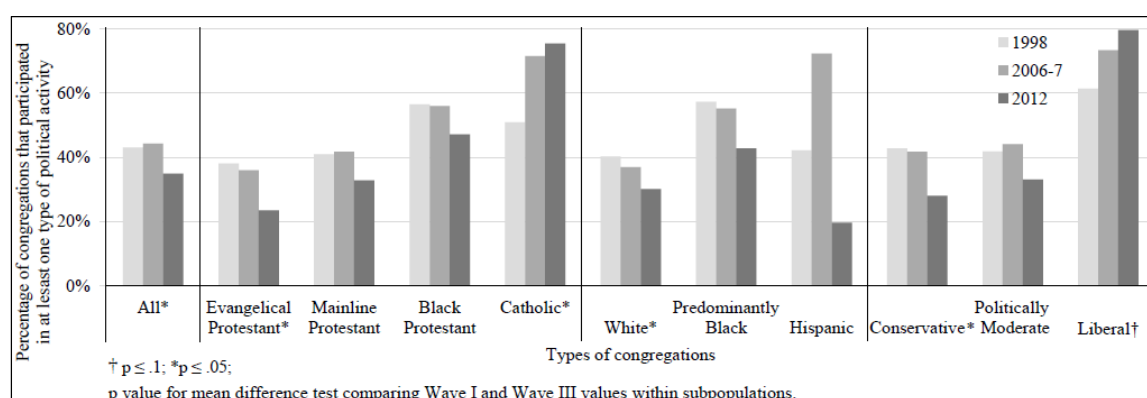 Percentage of congregations that participated
in at lesast one type of political activity
80%
60%
40%
20%
0%
1998
2006-7
2012
All*
Evangelical
Protestant*
Mainline
Protestant
Black
Protestant
Catholic*
Predominantly
White*
Black
Hispanic
Politically
Conservative*
Moderate
Liberal†
Types of congregations
† p ≤ .1; *p ≤ .05;
p value for mean difference test comparing Wave I and Wave III values within subpopulations.